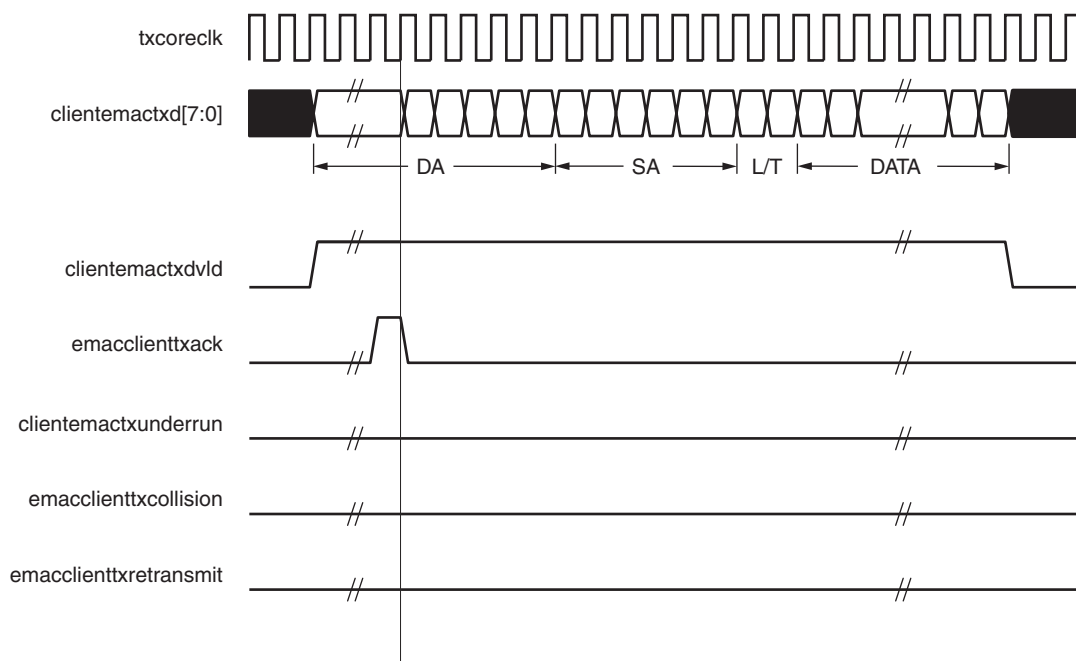 txcoreclk
clientemactxd[7:0]
DA SA L/T DATA
clientemactxdvld
emacclienttxack
clientemactxunderrun
emacclienttxcollision
emacclienttxretransmit